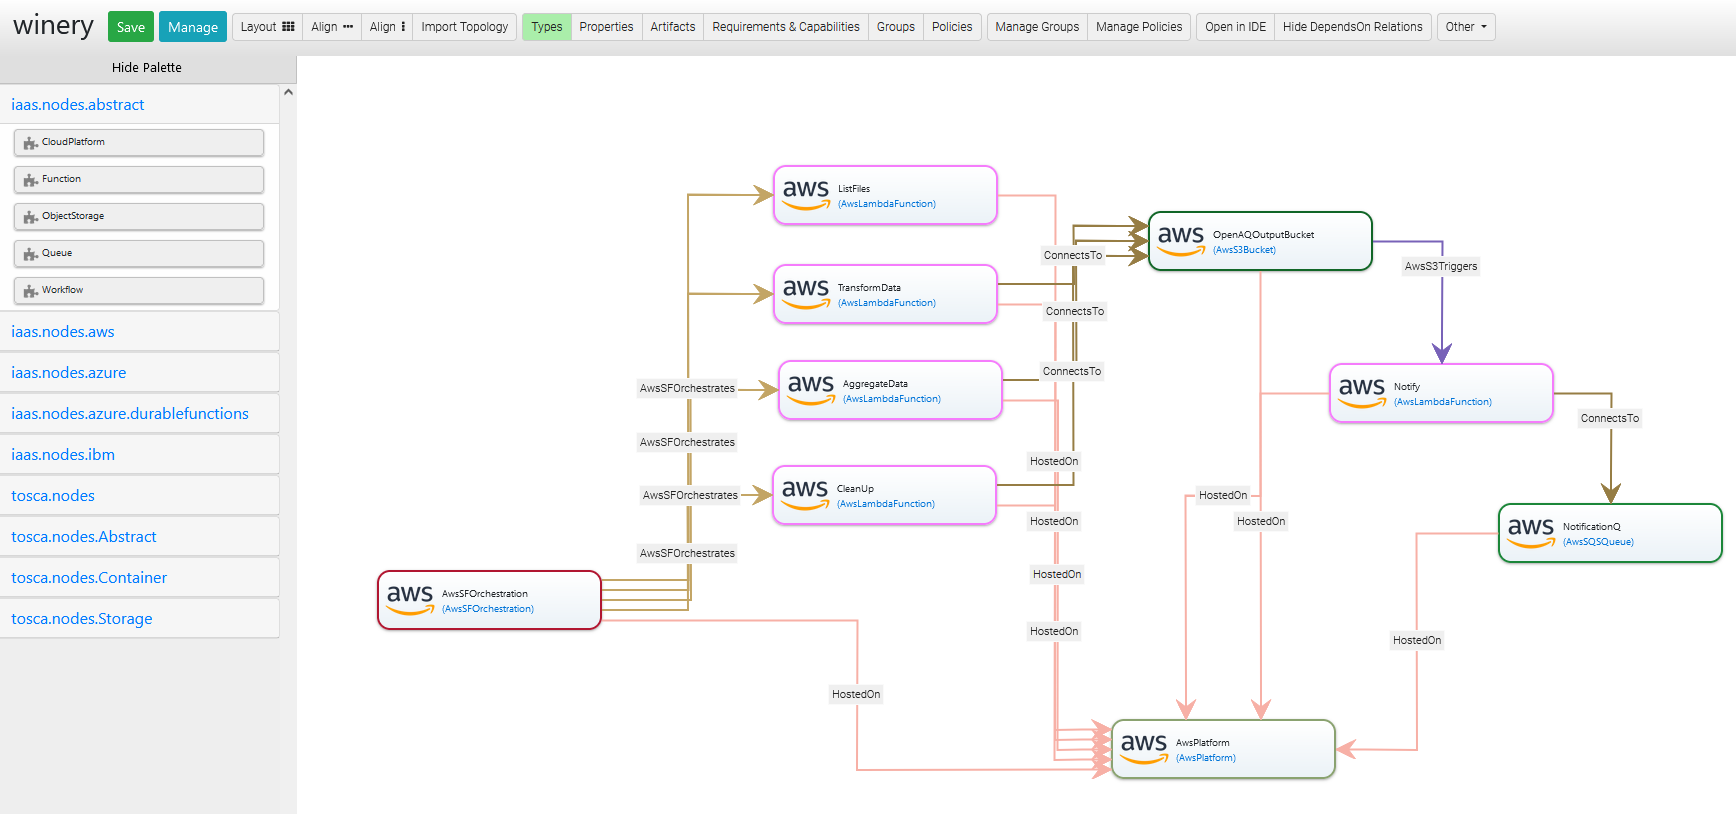 winery
Save
Manage
Layout
Align
Align
Import Topology
Types
Properties
Artifacts
Requirements & Capabilities
Groups
Policies
Manage Groups
Manage Policies
Open in IDE
Hide DependsOn Relations
Other
Hide Palette
iaas.nodes.abstract
CloudPlatform
Function
ObjectStorage
Queue
Workflow
iaas.nodes.aws
iaas.nodes.azure
iaas.nodes.azure.durablefunctions
iaas.nodes.ibm
tosca.nodes
tosca.nodes.Abstract
tosca.nodes.Container
tosca.nodes.Storage
aws
ListFiles
(AwsLambdaFunction)
aws
OpenAQOutputBucket
(AwsS3Bucket)
ConnectsTo
AwsS3Triggers
aws
TransformData
(AwsLambdaFunction)
ConnectsTo
ConnectsTo
AwsSFOrchestrates
aws
AggregateData
(AwsLambdaFunction)
aws
Notify
(AwsLambdaFunction)
ConnectsTo
AwsSFOrchestrates
HostedOn
AwsSFOrchestrates
aws
CleanUp
(AwsLambdaFunction)
HostedOn
HostedOn
HostedOn
aws
NotificationQ
(AwsSQSQueue)
AwsSFOrchestrates
HostedOn
aws
AwsSFOrchestration
(AwsSFOrchestration)
HostedOn
HostedOn
HostedOn
aws
AwsPlatform
(AwsPlatform)